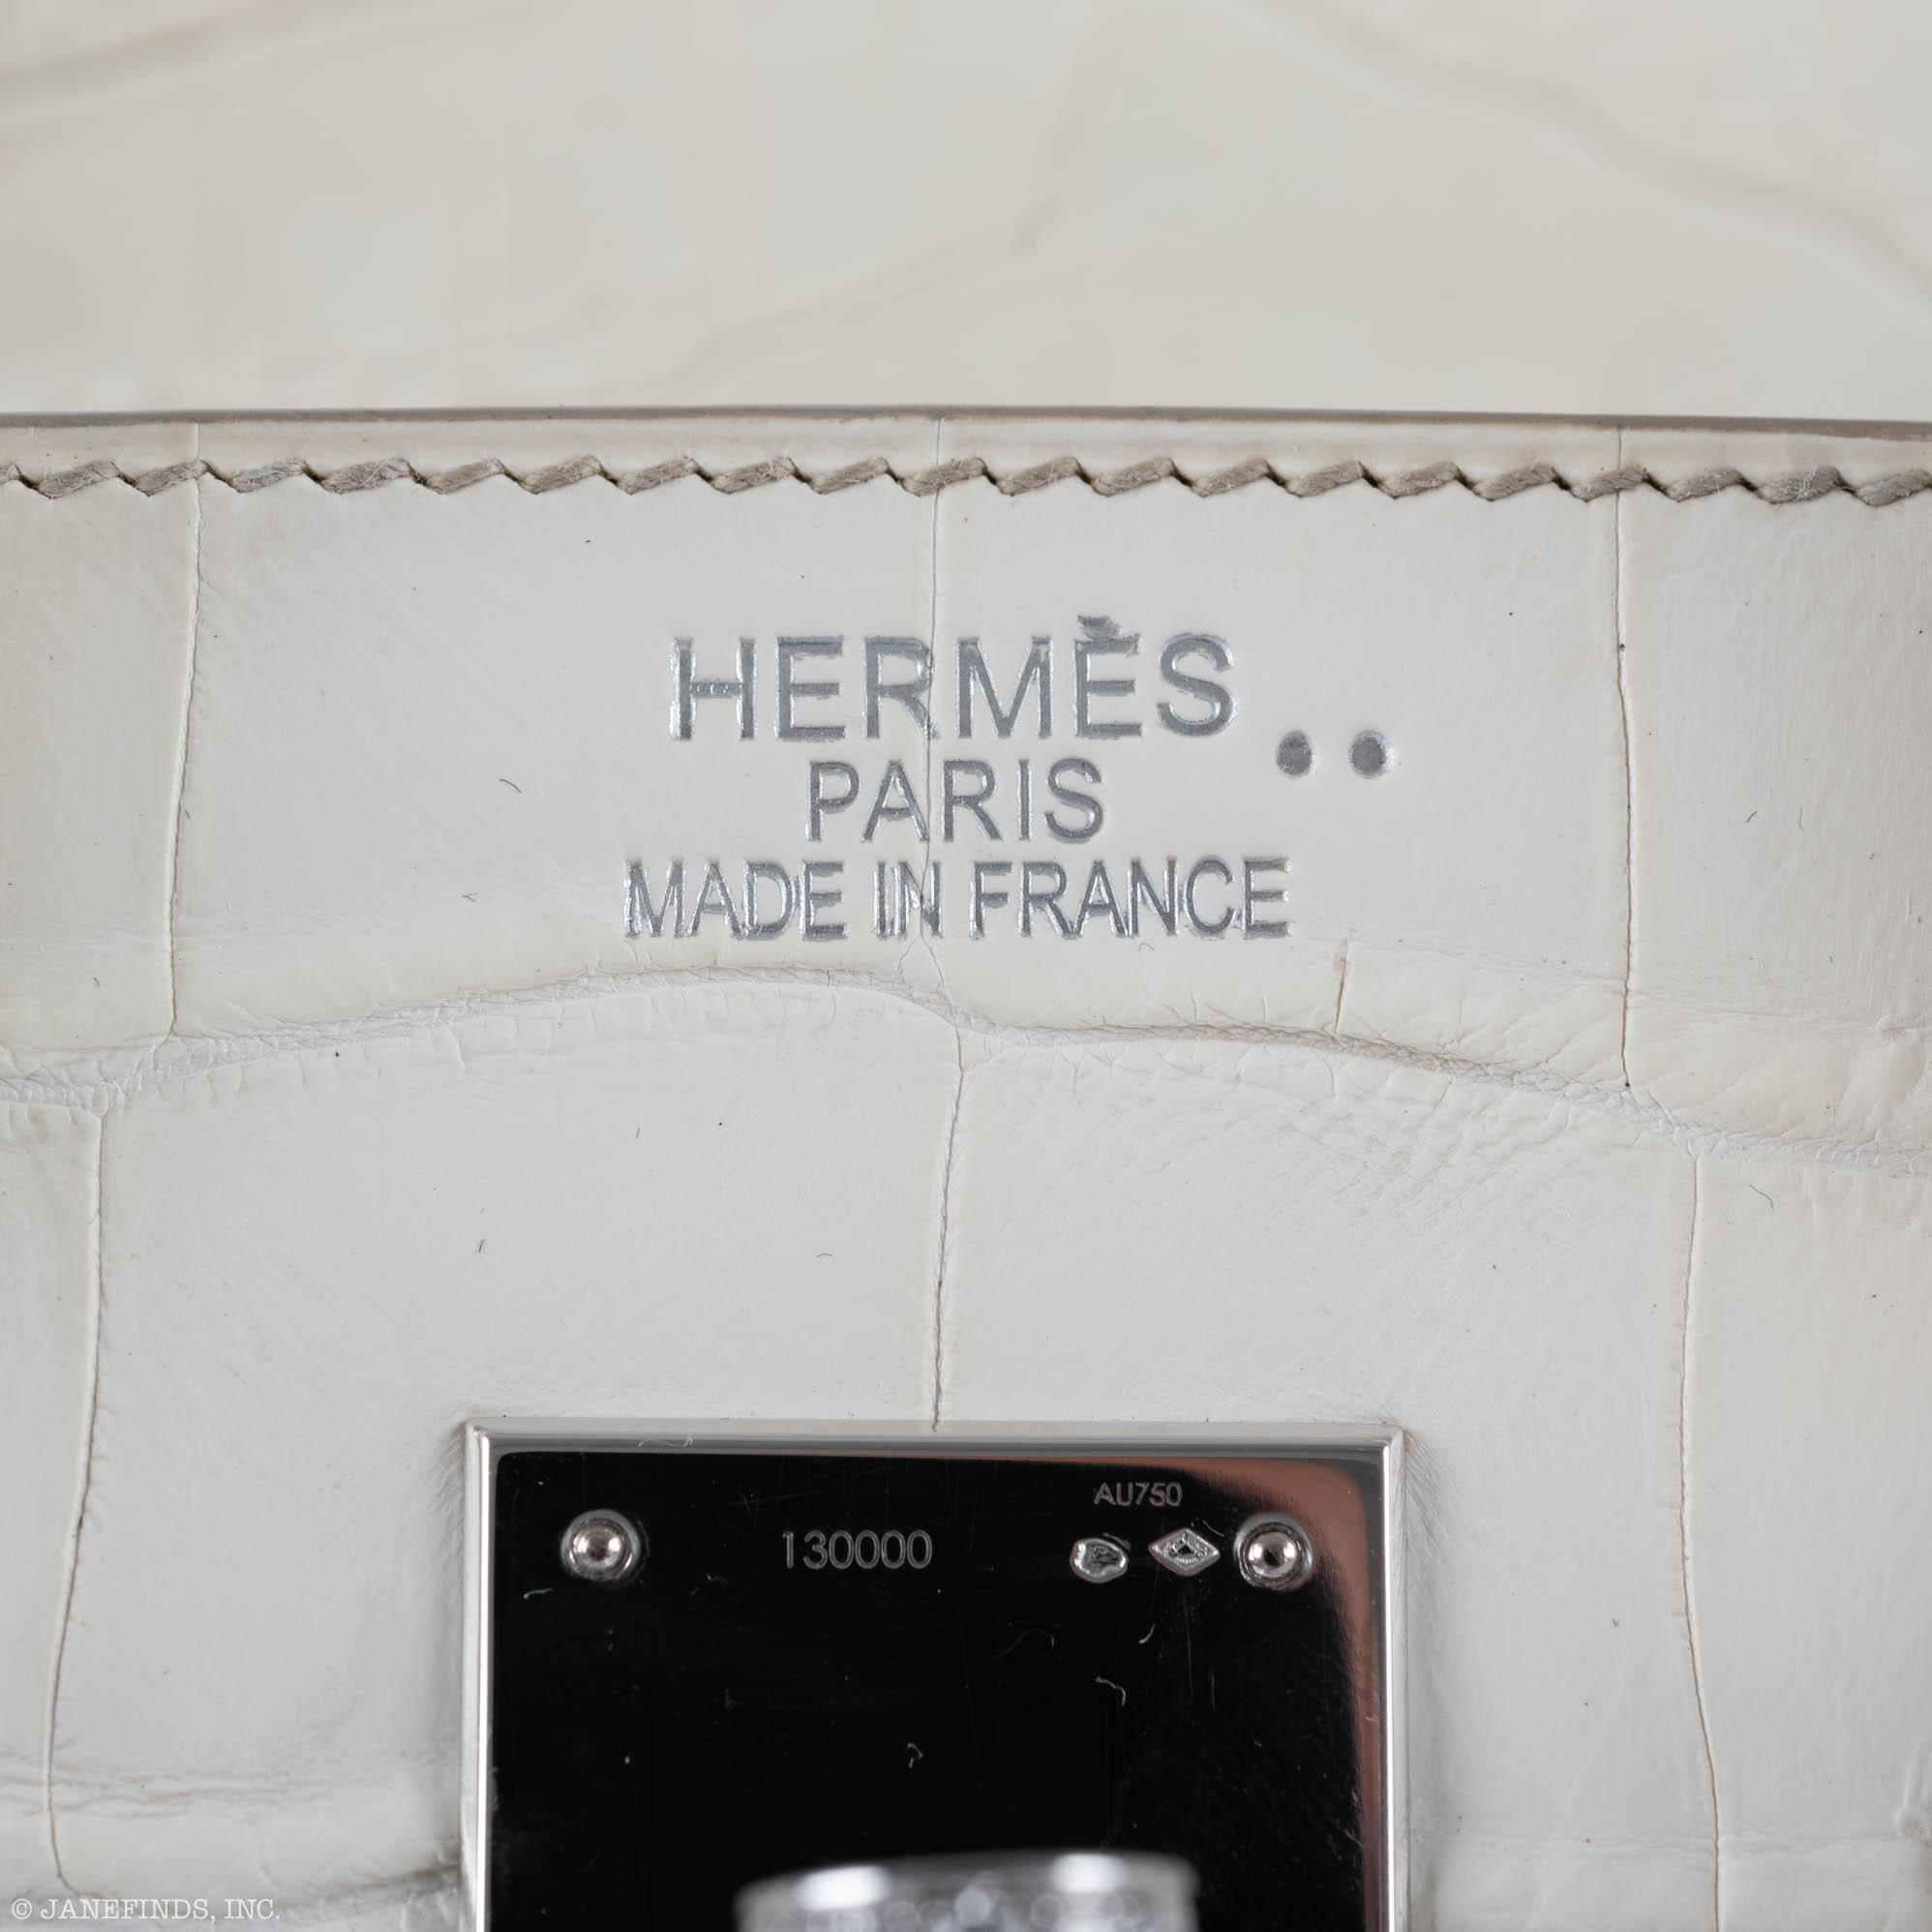 HERMÈS..
PARIS
MADE IN FRANCE
AU750
130000
© JANEFINDS, INC.